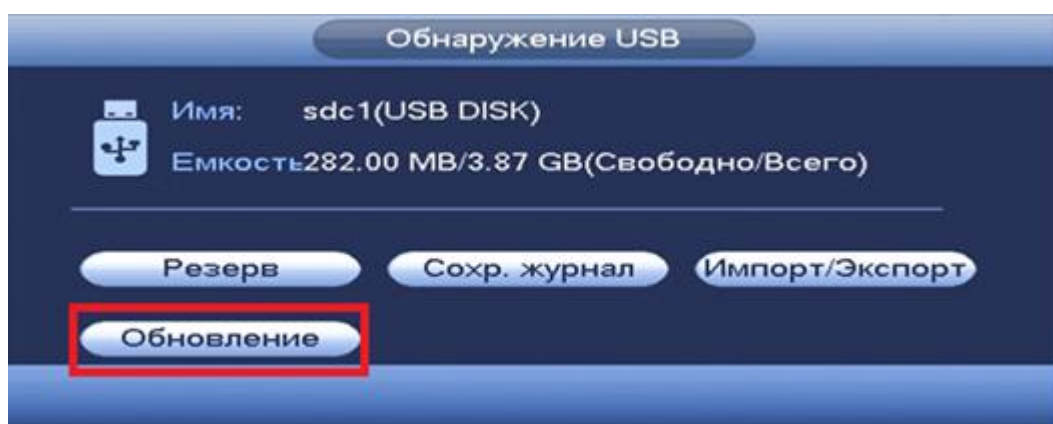 Обнаружение USB
Имя: sdc1(USB DISK)
Емкость282.00 MB/3.87 GB(Свободно/Всего)
Резерв Сохр. журнал Импорт/Экспорт
Обновление